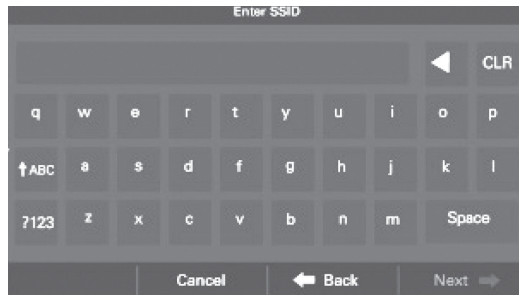 Enter SSID
CLR
q w e r t y u i o p
ABC a s d f g h j k l
?123 z x c v b n m Space
Cancel Back Next